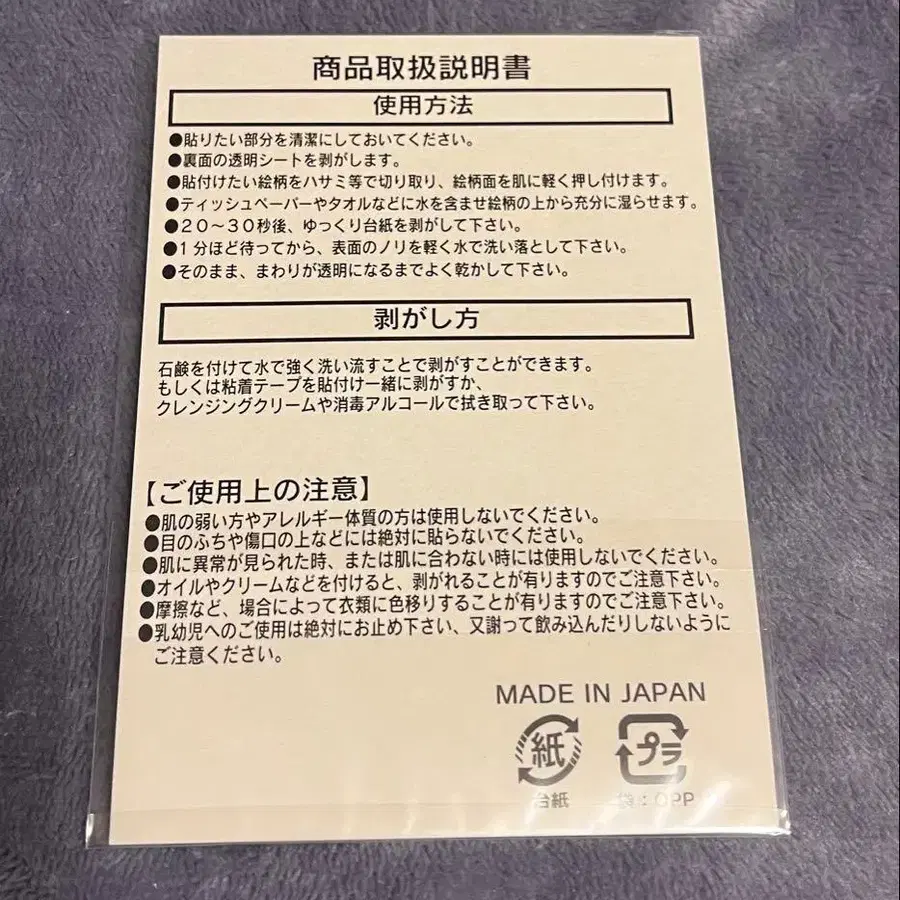 商品取扱説明書
使用方法
●貼りたい部分を清潔にしておいてください。
●裏面の透明シートを剥がします。
●貼付けたい絵柄をハサミ等で切り取り、絵柄面を肌に軽く押し付けます。
●ティッシュペーパーやタオルなどに水を含ませ絵柄の上から充分に湿らせます。
●20〜30秒後、ゆっくり台紙を剥がして下さい。
●1分ほど待ってから、表面のノリを軽く水で洗い落として下さい。
●そのまま、まわりが透明になるまでよく乾かして下さい。
剥がし方
石鹸を付けて水で強く洗い流すことで剥がすことができます。
もしくは粘着テープを貼付け一緒に剥がすか、
クレンジングクリームや消毒アルコールで拭き取って下さい。
【ご使用上の注意】
●肌の弱い方やアレルギー体質の方は使用しないでください。
●目のふちや傷口の上などには絶対に貼らないでください。
●肌に異常が見られた時、または肌に合わない時には使用しないでください。
●オイルやクリームなどを付けると、剥がれることが有りますのでご注意下さい。
●摩擦など、場合によって衣類に色移りすることが有りますのでご注意下さい。
●乳幼児へのご使用は絶対にお止め下さい、又謝って飲み込んだりしないように
ご注意ください。
MADE IN JAPAN
紙 プラ
台紙 袋：OPP